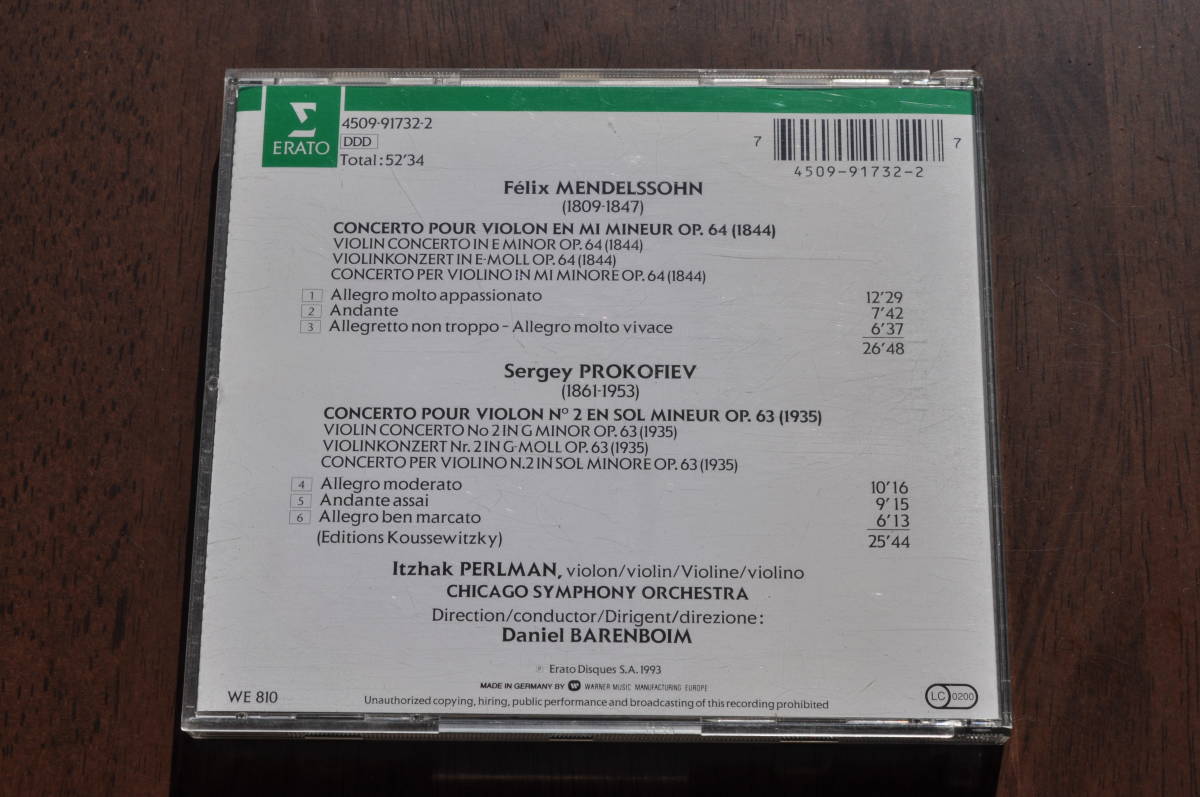 ERATO
4509-91732-2
DDD
Total: 52'34
7 7
4509-91732-2
Félix MENDELSSOHN
(1809-1847)
CONCERTO POUR VIOLON EN MI MINEUR OP. 64 (1844)
VIOLIN CONCERTO IN E MINOR OP. 64 (1844)
VIOLINKONZERT IN E-MOLL OP. 64 (1844)
CONCERTO PER VIOLINO IN MI MINORE OP. 64 (1844)
1 Allegro molto appassionato 12'29
2 Andante 7'42
3 Allegretto non troppo - Allegro molto vivace 6'37
26'48
Sergey PROKOFIEV
(1861-1953)
CONCERTO POUR VIOLON N° 2 EN SOL MINEUR OP. 63 (1935)
VIOLIN CONCERTO No 2 IN G MINOR OP. 63 (1935)
VIOLINKONZERT Nr. 2 IN G-MOLL OP. 63 (1935)
CONCERTO PER VIOLINO N. 2 IN SOL MINORE OP. 63 (1935)
4 Allegro moderato 10'16
5 Andante assai 9'15
6 Allegro ben marcato 6'13
(Editions Koussewitzky) 25'44
Itzhak PERLMAN, violon/violin/Violine/violino
CHICAGO SYMPHONY ORCHESTRA
Direction/conductor/Dirigent/direzione:
Daniel BARENBOIM
℗ Erato Disques S.A. 1993
MADE IN GERMANY BY WARNER MUSIC MANUFACTURING EUROPE
WE 810
Unauthorized copying, hiring, public performance and broadcasting of this recording prohibited
LC 0200